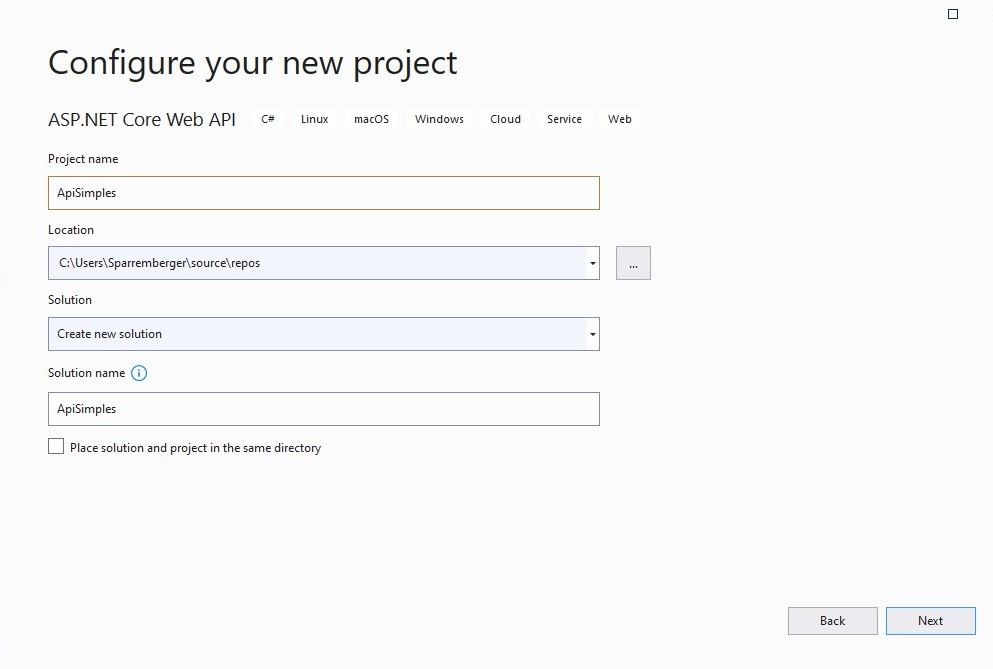 Configure your new project
ASP.NET Core Web API C# Linux macOS Windows Cloud Service Web
Project name
ApiSimples
Location
C:\Users\Sparremberger\source\repos
...
Solution
Create new solution
Solution name
ApiSimples
Place solution and project in the same directory
Back Next